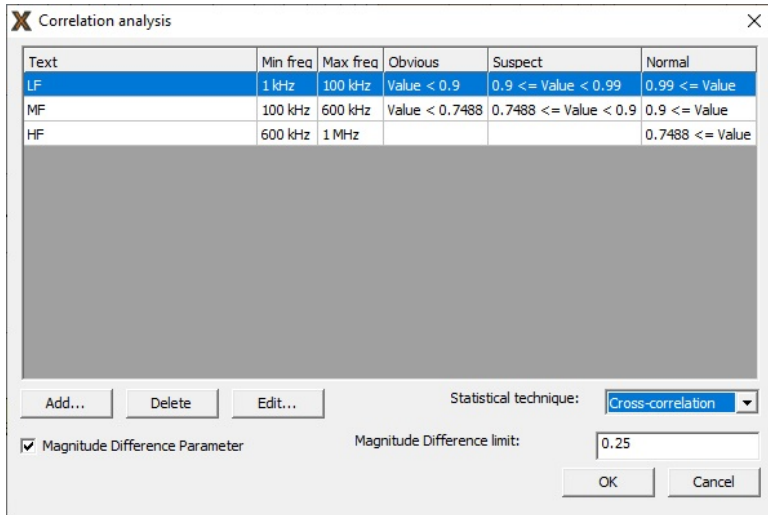 Correlation analysis
Text Min freq Max freq Obvious Suspect Normal
LF 1 kHz 100 kHz Value < 0.9 0.9 <= Value < 0.99 0.99 <= Value
MF 100 kHz 600 kHz Value < 0.7488 0.7488 <= Value < 0.9 0.9 <= Value
HF 600 kHz 1 MHz 0.7488 <= Value
Add... Delete Edit... Statistical technique: Cross-correlation
Magnitude Difference Parameter Magnitude Difference limit: 0.25
OK Cancel